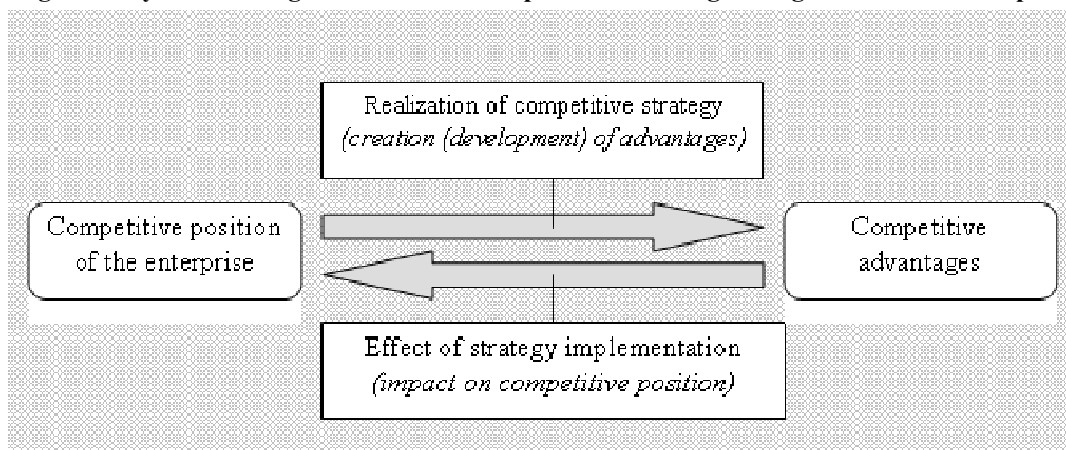 Realization of competitive strategy
(creation (development) of advantages)
Competitive position
of the enterprise
Competitive
advantages
Effect of strategy implementation
(impact on competitive position)